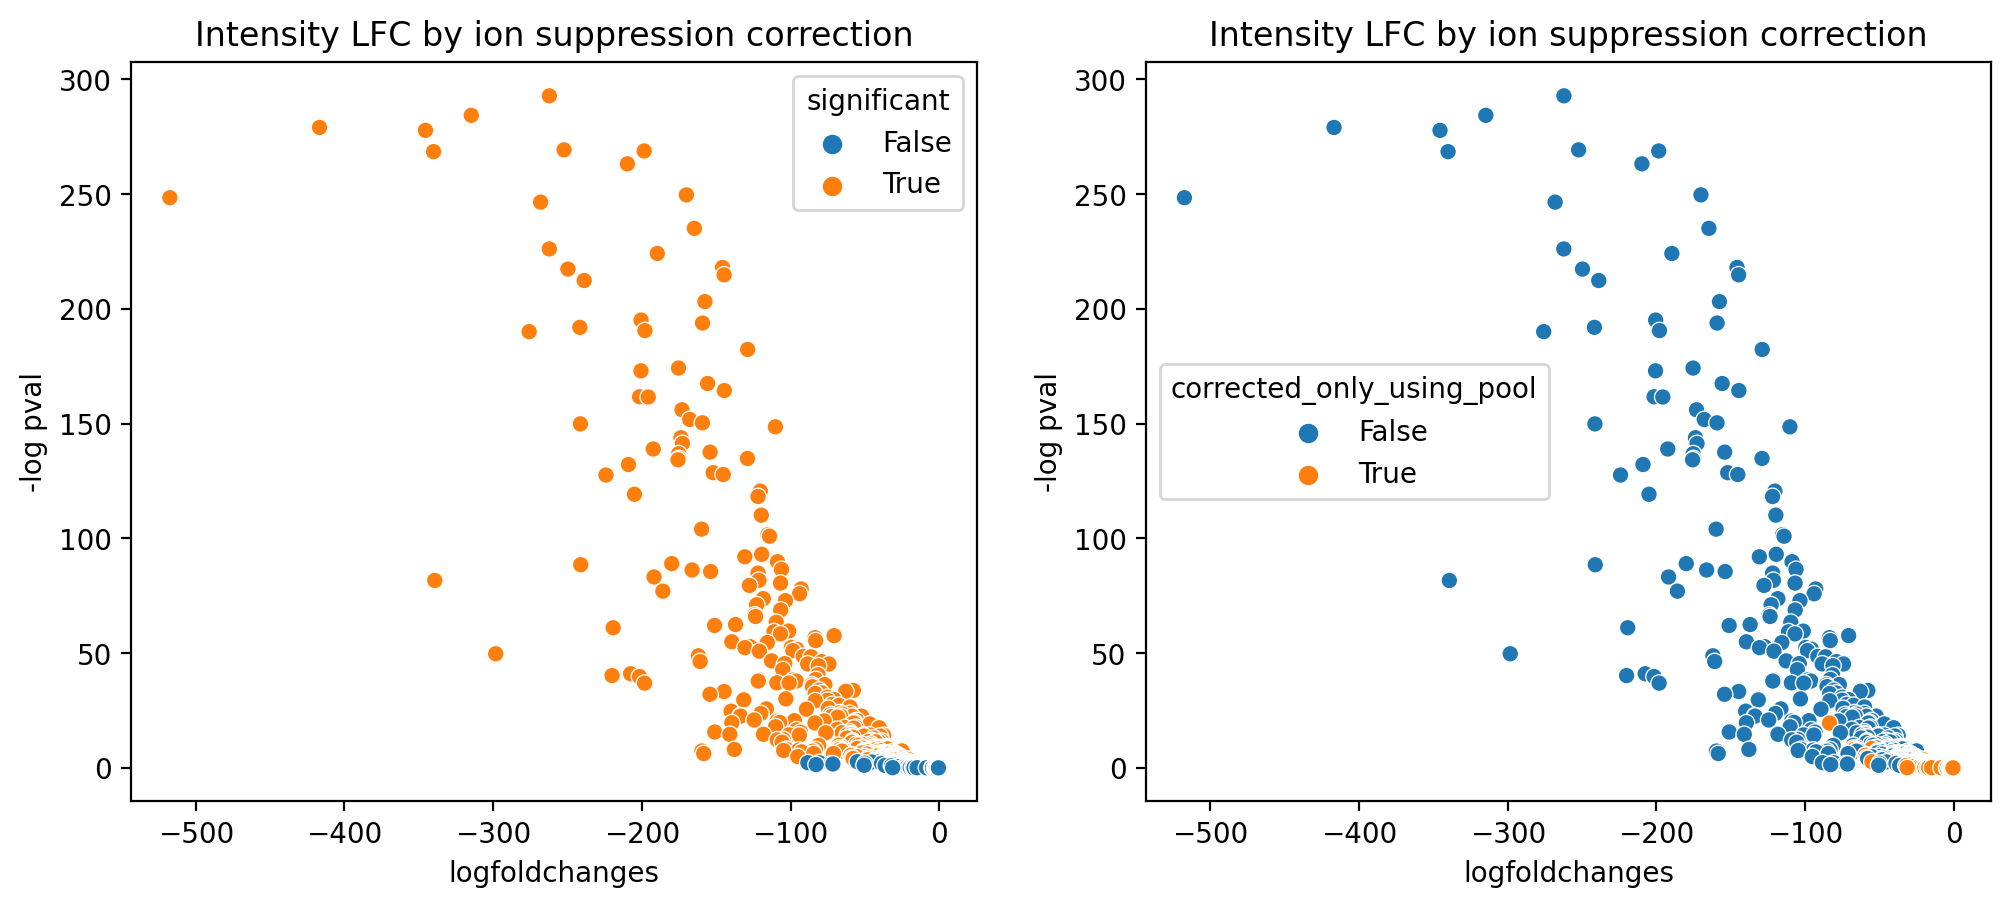 Intensity LFC by ion suppression correction
300
250
200
150
100
50
0
-log pval
significant
False
True
−500
−400
−300
−200
−100
0
logfoldchanges
Intensity LFC by ion suppression correction
300
250
200
150
100
50
0
-log pval
corrected_only_using_pool
False
True
−500
−400
−300
−200
−100
0
logfoldchanges